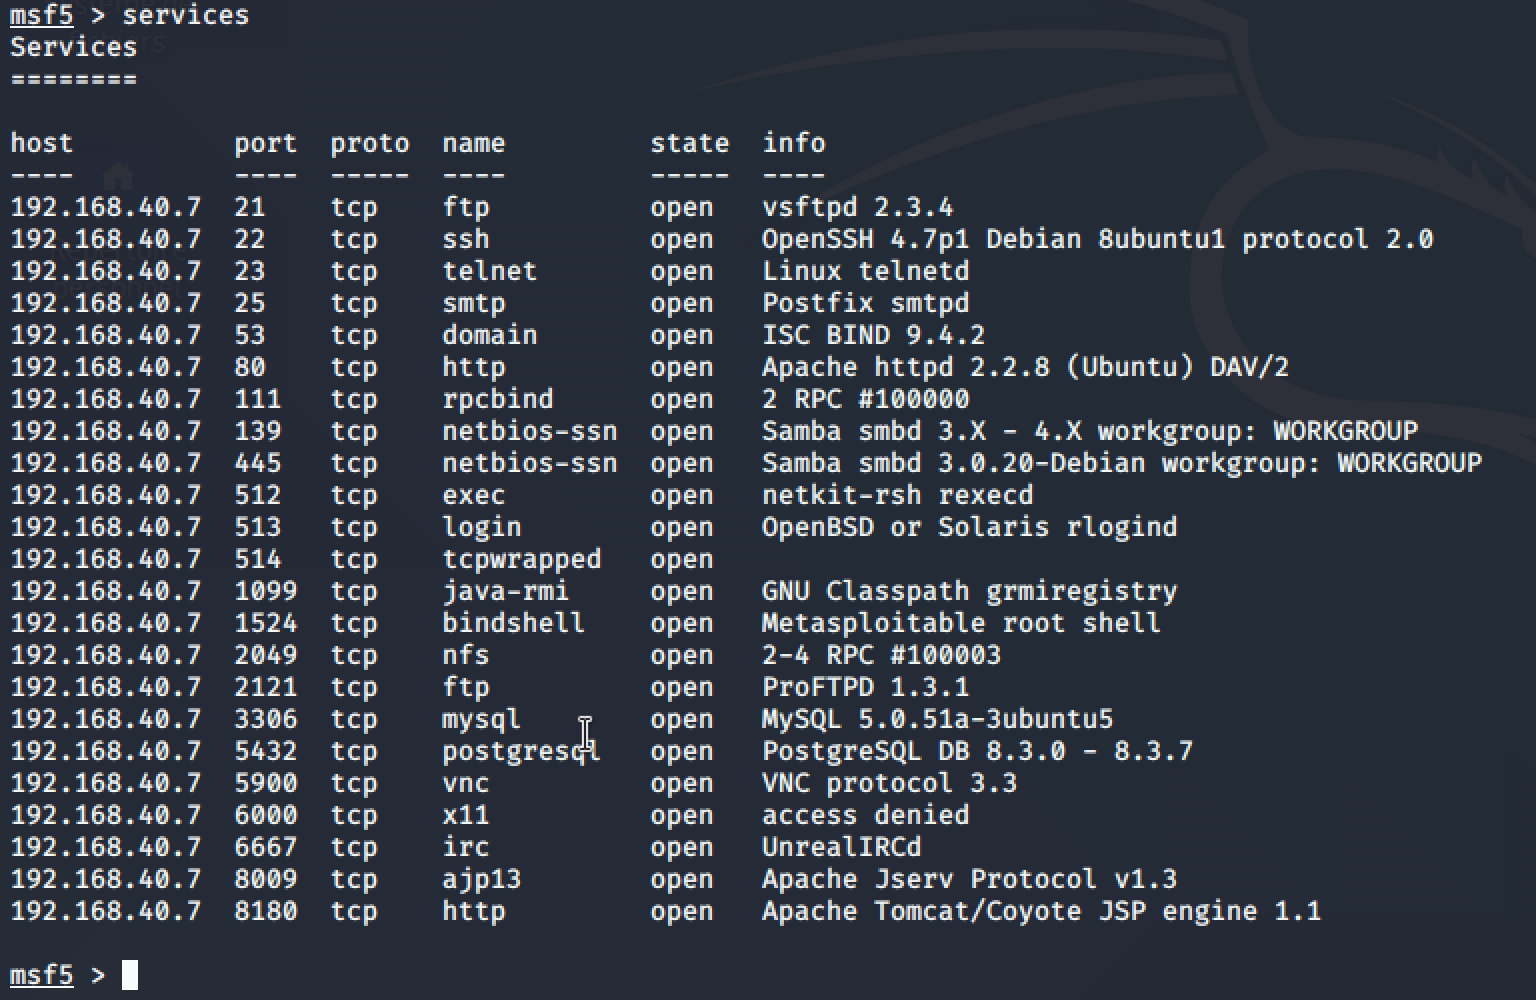 msf5 > services
Services
========
host port proto name state info
---- ---- ----- ---- ----- ----
192.168.40.7 21 tcp ftp open vsftpd 2.3.4
192.168.40.7 22 tcp ssh open OpenSSH 4.7p1 Debian 8ubuntu1 protocol 2.0
192.168.40.7 23 tcp telnet open Linux telnetd
192.168.40.7 25 tcp smtp open Postfix smtpd
192.168.40.7 53 tcp domain open ISC BIND 9.4.2
192.168.40.7 80 tcp http open Apache httpd 2.2.8 (Ubuntu) DAV/2
192.168.40.7 111 tcp rpcbind open 2 RPC #100000
192.168.40.7 139 tcp netbios-ssn open Samba smbd 3.X - 4.X workgroup: WORKGROUP
192.168.40.7 445 tcp netbios-ssn open Samba smbd 3.0.20-Debian workgroup: WORKGROUP
192.168.40.7 512 tcp exec open netkit-rsh rexecd
192.168.40.7 513 tcp login open OpenBSD or Solaris rlogind
192.168.40.7 514 tcp tcpwrapped open
192.168.40.7 1099 tcp java-rmi open GNU Classpath grmiregistry
192.168.40.7 1524 tcp bindshell open Metasploitable root shell
192.168.40.7 2049 tcp nfs open 2-4 RPC #100003
192.168.40.7 2121 tcp ftp open ProFTPD 1.3.1
192.168.40.7 3306 tcp mysql open MySQL 5.0.51a-3ubuntu5
192.168.40.7 5432 tcp postgresql open PostgreSQL DB 8.3.0 - 8.3.7
192.168.40.7 5900 tcp vnc open VNC protocol 3.3
192.168.40.7 6000 tcp x11 open access denied
192.168.40.7 6667 tcp irc open UnrealIRCd
192.168.40.7 8009 tcp ajp13 open Apache Jserv Protocol v1.3
192.168.40.7 8180 tcp http open Apache Tomcat/Coyote JSP engine 1.1
msf5 >